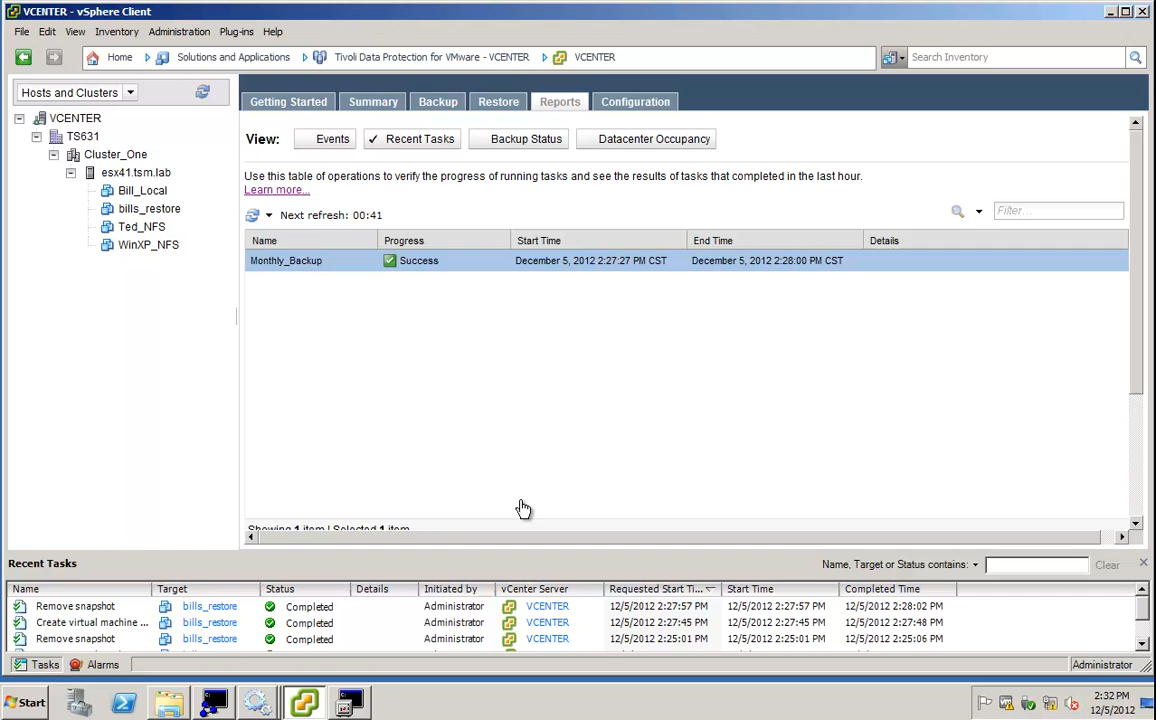 VCENTER - vSphere Client
File Edit View Inventory Administration Plug-ins Help
Home Solutions and Applications Tivoli Data Protection for VMware - VCENTER VCENTER Search Inventory
Hosts and Clusters
VCENTER
TS631
Cluster_One
esx41.tsm.lab
Bill_Local
bills_restore
Ted_NFS
WinXP_NFS
Getting Started Summary Backup Restore Reports Configuration
View: Events ✓ Recent Tasks Backup Status Datacenter Occupancy
Use this table of operations to verify the progress of running tasks and see the results of tasks that completed in the last hour.
Learn more...
Next refresh: 00:41 Filter...
Name Progress Start Time End Time Details
Monthly_Backup Success December 5, 2012 2:27:27 PM CST December 5, 2012 2:28:00 PM CST
Showing 1 item | Selected 1 item
Recent Tasks Name, Target or Status contains: Clear
Name Target Status Details Initiated by vCenter Server Requested Start Ti... Start Time Completed Time
Remove snapshot bills_restore Completed Administrator VCENTER 12/5/2012 2:27:57 PM 12/5/2012 2:27:57 PM 12/5/2012 2:28:02 PM
Create virtual machine ... bills_restore Completed Administrator VCENTER 12/5/2012 2:27:45 PM 12/5/2012 2:27:45 PM 12/5/2012 2:27:48 PM
Remove snapshot bills_restore Completed Administrator VCENTER 12/5/2012 2:25:01 PM 12/5/2012 2:25:01 PM 12/5/2012 2:25:06 PM
Tasks Alarms Administrator
Start 2:32 PM
12/5/2012